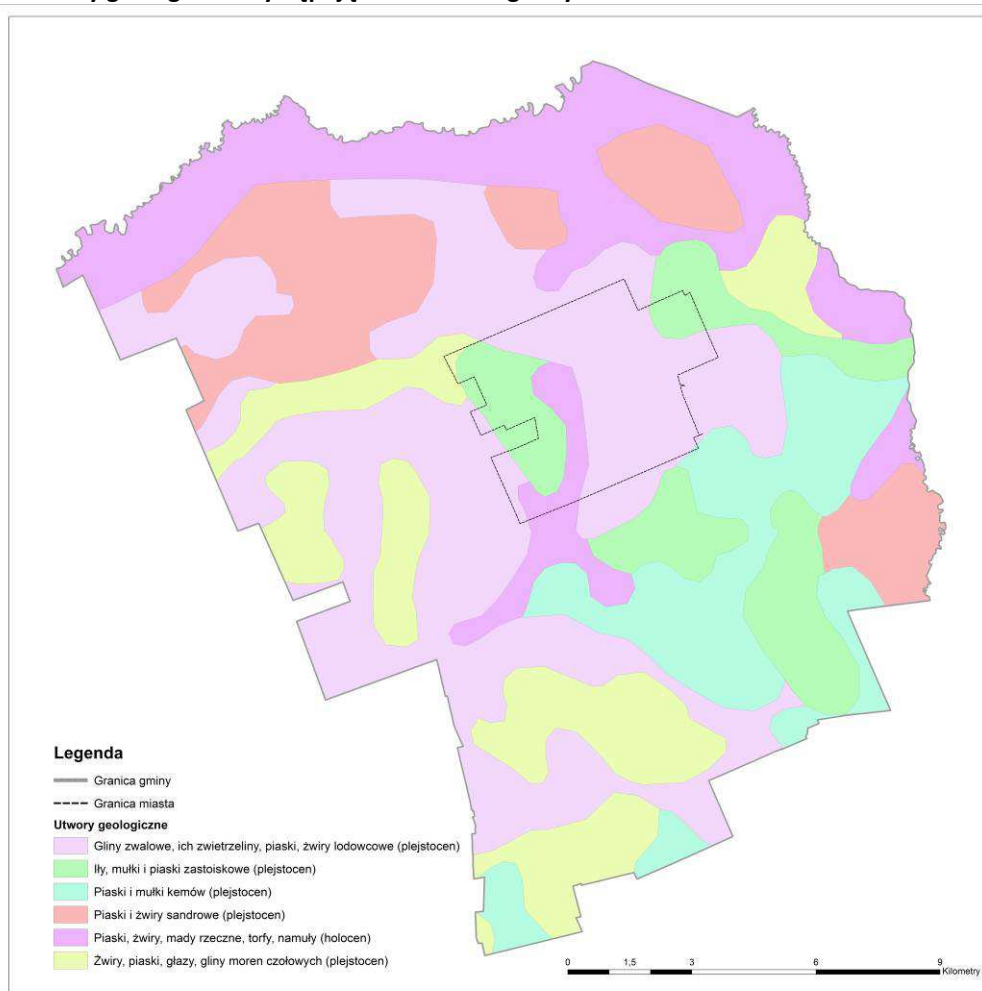 Legenda
Granica gminy
Granica miasta
Utwory geologiczne
Gliny zwałowe, ich zwietrzeliny, piaski, żwiry lodowcowe (plejstocen)
Iły, mułki i piaski zastoiskowe (plejstocen)
Piaski i mułki kemów (plejstocen)
Piaski i żwiry sandrowe (plejstocen)
Piaski, żwiry, mady rzeczne, torfy, namuły (holocen)
Żwiry, piaski, głazy, gliny moren czołowych (plejstocen)
0 1,5 3 6 9
Kilometry